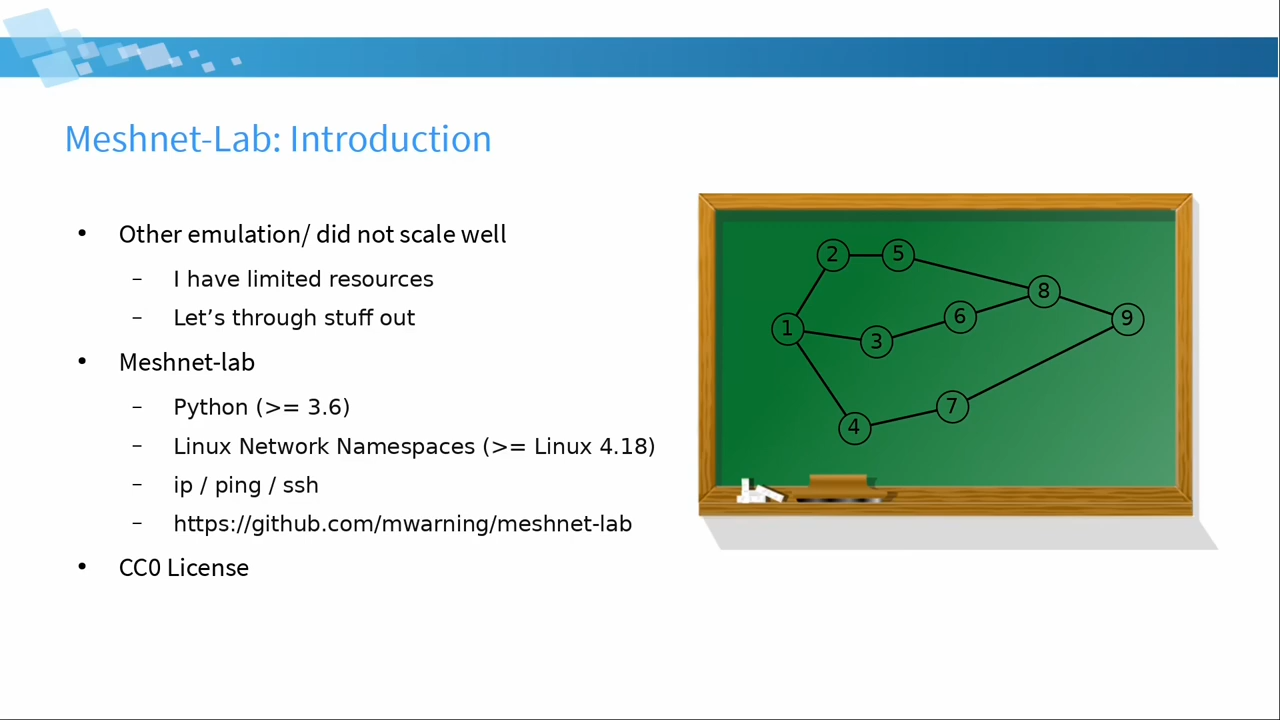 Meshnet-Lab: Introduction
• Other emulation/ did not scale well
– I have limited resources
– Let’s through stuff out
• Meshnet-lab
– Python (>= 3.6)
– Linux Network Namespaces (>= Linux 4.18)
– ip / ping / ssh
– https://github.com/mwarning/meshnet-lab
• CC0 License
2 5
8
6 9
1 3
7
4